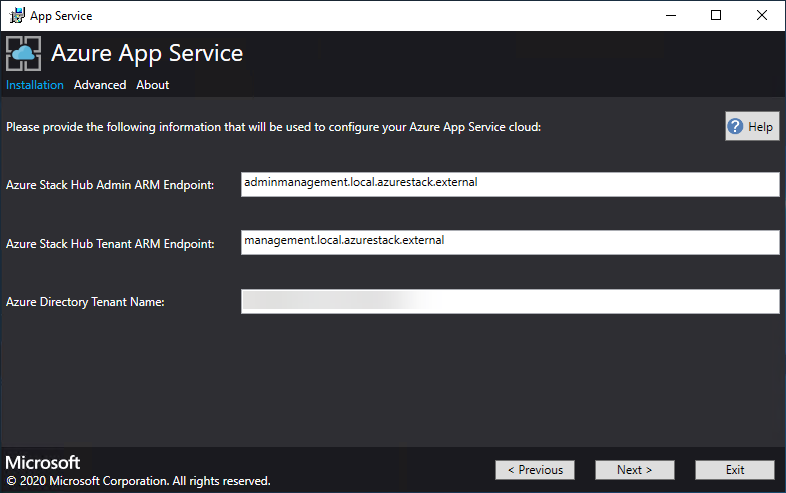 App Service
Azure App Service
Installation Advanced About
Please provide the following information that will be used to configure your Azure App Service cloud:
? Help
Azure Stack Hub Admin ARM Endpoint: adminmanagement.local.azurestack.external
Azure Stack Hub Tenant ARM Endpoint: management.local.azurestack.external
Azure Directory Tenant Name:
Microsoft
© 2020 Microsoft Corporation. All rights reserved.
< Previous Next > Exit